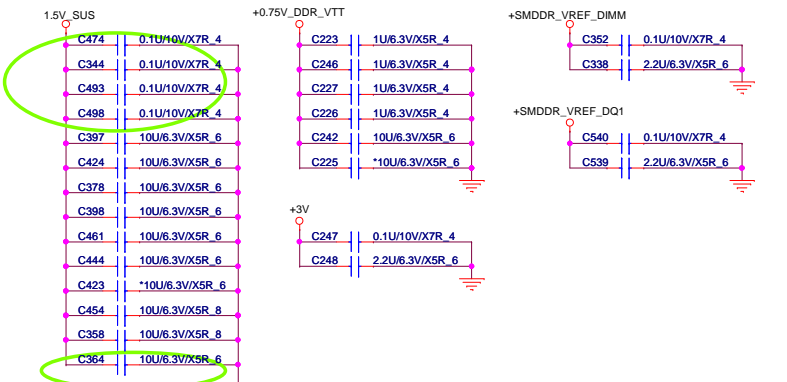 1.5V_SUS
C474 0.1U/10V/X7R_4
C344 0.1U/10V/X7R_4
C493 0.1U/10V/X7R_4
C498 0.1U/10V/X7R_4
C397 10U/6.3V/X5R_6
C424 10U/6.3V/X5R_6
C378 10U/6.3V/X5R_6
C398 10U/6.3V/X5R_6
C461 10U/6.3V/X5R_6
C444 10U/6.3V/X5R_6
C423 *10U/6.3V/X5R_6
C454 10U/6.3V/X5R_8
C358 10U/6.3V/X5R_8
C364 10U/6.3V/X5R_6
+0.75V_DDR_VTT
C223 1U/6.3V/X5R_4
C246 1U/6.3V/X5R_4
C227 1U/6.3V/X5R_4
C226 1U/6.3V/X5R_4
C242 10U/6.3V/X5R_6
C225 *10U/6.3V/X5R_6
+3V
C247 0.1U/10V/X7R_4
C248 2.2U/6.3V/X5R_6
+SMDDR_VREF_DIMM
C352 0.1U/10V/X7R_4
C338 2.2U/6.3V/X5R_6
+SMDDR_VREF_DQ1
C540 0.1U/10V/X7R_4
C539 2.2U/6.3V/X5R_6